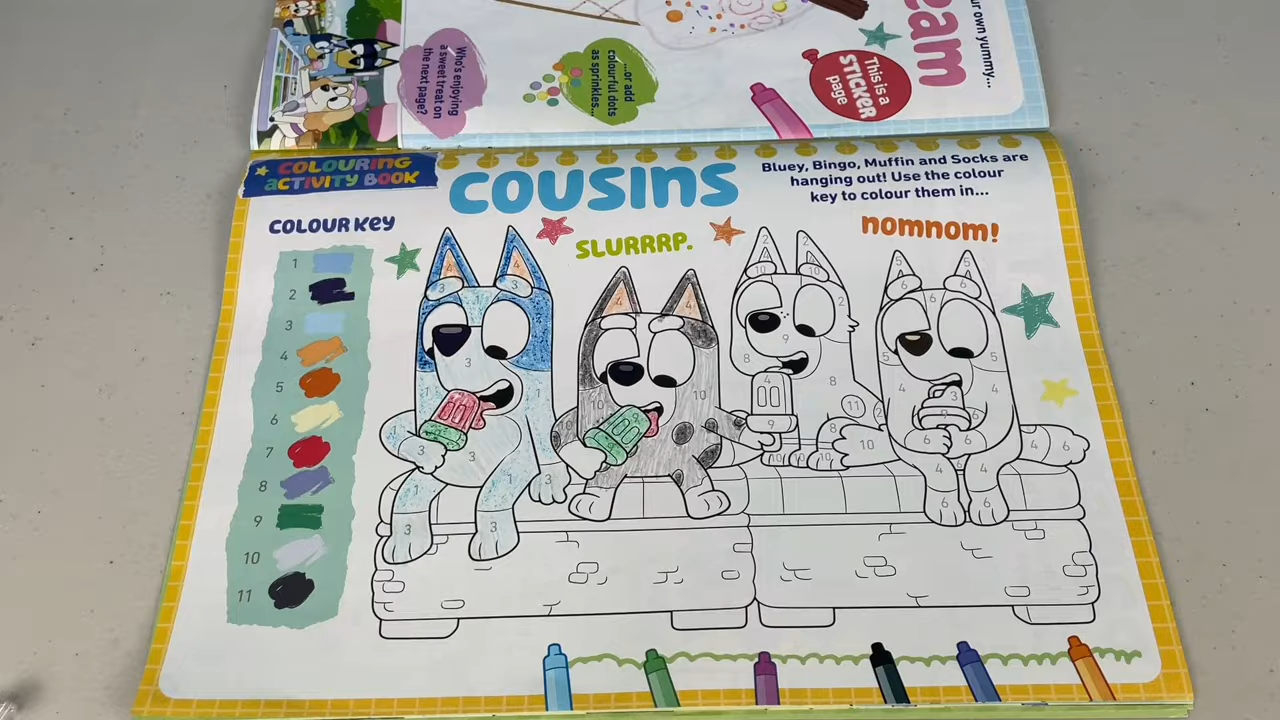 ur own yummy...
eam
This is a
STICKER
page
...or add
colourful dots
as sprinkles...
Who's enjoying
a sweet treat on
the next page?
COLOURING
aCTIVITY BOOK
COUSINS
Bluey, Bingo, Muffin and Socks are
hanging out! Use the colour
key to colour them in...
COLOUR KEY
SLURRRP.
nomnom!
1
2
3
4
5
6
7
8
9
10
11